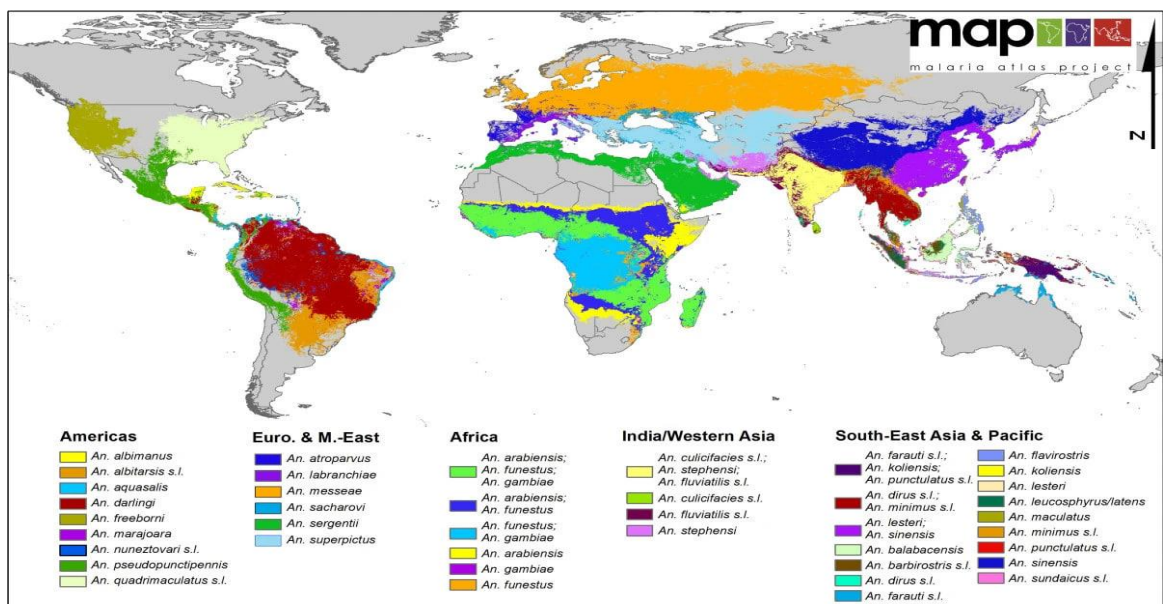 map
malaria atlas project
N
Americas
An. albimanus
An. albitarsis s.l.
An. aquasalis
An. darlingi
An. freeborni
An. marajoara
An. nuneztovari s.l.
An. pseudopunctipennis
An. quadrimaculatus s.l.
Euro. & M.-East
An. atroparvus
An. labranchiae
An. messeae
An. sacharovi
An. sergentii
An. superpictus
Africa
An. arabiensis;
An. funestus;
An. gambiae
An. arabiensis;
An. funestus
An. funestus;
An. gambiae
An. arabiensis
An. gambiae
An. funestus
India/Western Asia
An. culicifacies s.l.;
An. stephensi;
An. fluviatilis s.l.
An. culicifacies s.l.
An. fluviatilis s.l.
An. stephensi
South-East Asia & Pacific
An. farauti s.l.;
An. koliensis;
An. punctulatus s.l.
An. dirus s.l.;
An. minimus s.l.
An. lesteri;
An. sinensis
An. balabacensis
An. barbirostris s.l.
An. dirus s.l.
An. farauti s.l.
An. flavirostris
An. koliensis
An. lesteri
An. leucosphyrus/latens
An. maculatus
An. minimus s.l.
An. punctulatus s.l.
An. sinensis
An. sundaicus s.l.